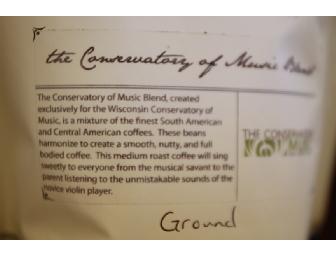 the Conservatory of Music Blend
The Conservatory of Music Blend, created
exclusively for the Wisconsin Conservatory of
Music, is a mixture of the finest South American
and Central American coffees. These beans
harmonize to create a smooth, nutty, and full
bodied coffee. This medium roast coffee will sing
sweetly to everyone from the musical savant to the
parent listening to the unmistakable sounds of the
novice violin player.
THE CONSERVATORY
Ground